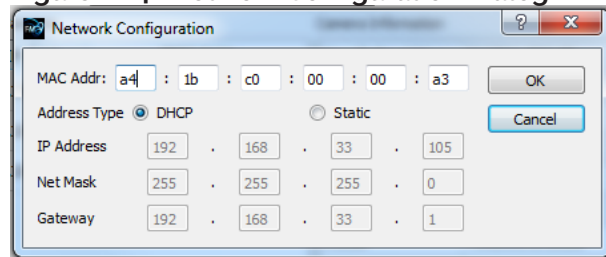 Network Configuration
MAC Addr: a4 : 1b : c0 : 00 : 00 : a3 OK
Address Type DHCP Static Cancel
IP Address 192 . 168 . 33 . 105
Net Mask 255 . 255 . 255 . 0
Gateway 192 . 168 . 33 . 1